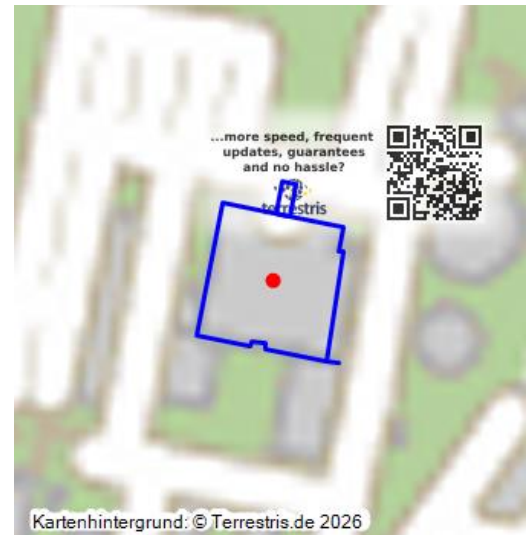 ...more speed, frequent
updates, guarantees
and no hassle?
terrestris
Kartenhintergrund: © Terrestris.de 2026